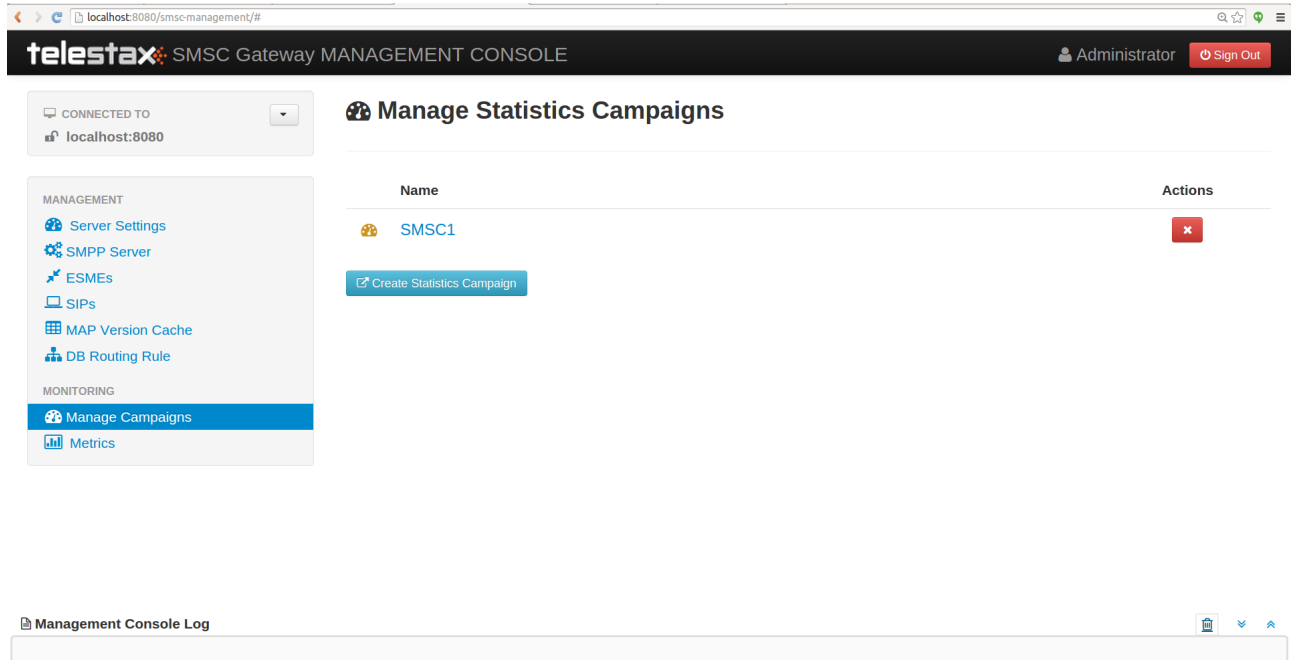 localhost:8080/smsc-management/#
telestax SMSC Gateway MANAGEMENT CONSOLE
Administrator
Sign Out
CONNECTED TO
localhost:8080
MANAGEMENT
Server Settings
SMPP Server
ESMEs
SIPs
MAP Version Cache
DB Routing Rule
MONITORING
Manage Campaigns
Metrics
Manage Statistics Campaigns
Name Actions
SMSC1
Create Statistics Campaign
Management Console Log